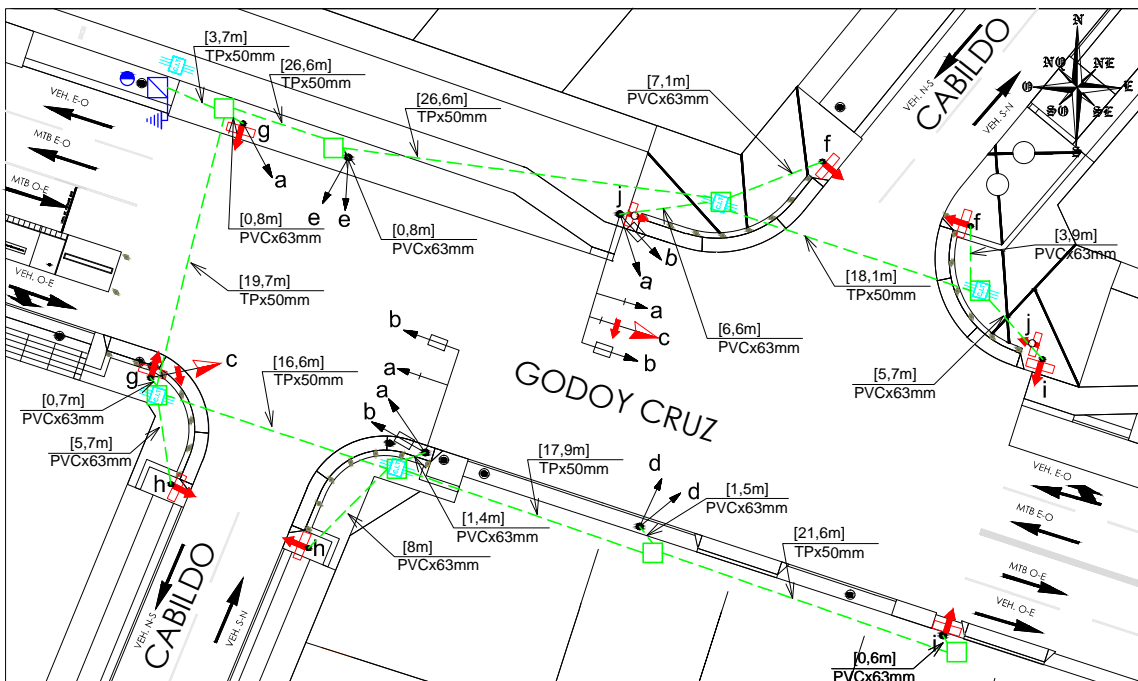 [3,7m]
TPx50mm
[26,6m]
TPx50mm
[26,6m]
TPx50mm
[7,1m]
PVCx63mm
VEH. N-S
CABILDO
VEH. S-N
N
NO
NE
O
E
SO
SE
S
VEH. E-O
MTB E-O
MTB O-E
VEH. O-E
g
a
e
e
[0,8m]
PVCx63mm
[0,8m]
PVCx63mm
j
b
a
f
f
[3,9m]
PVCx63mm
[19,7m]
TPx50mm
[18,1m]
TPx50mm
a
c
b
[6,6m]
PVCx63mm
j
i
[5,7m]
PVCx63mm
b
a
b
c
g
[16,6m]
TPx50mm
GODOY CRUZ
[0,7m]
PVCx63mm
[5,7m]
PVCx63mm
h
h
[17,9m]
TPx50mm
d
d
[1,5m]
PVCx63mm
[1,4m]
PVCx63mm
[8m]
PVCx63mm
[21,6m]
TPx50mm
VEH. E-O
MTB E-O
MTB O-E
VEH. O-E
VEH. N-S
CABILDO
VEH. S-N
i
[0,6m]
PVCx63mm